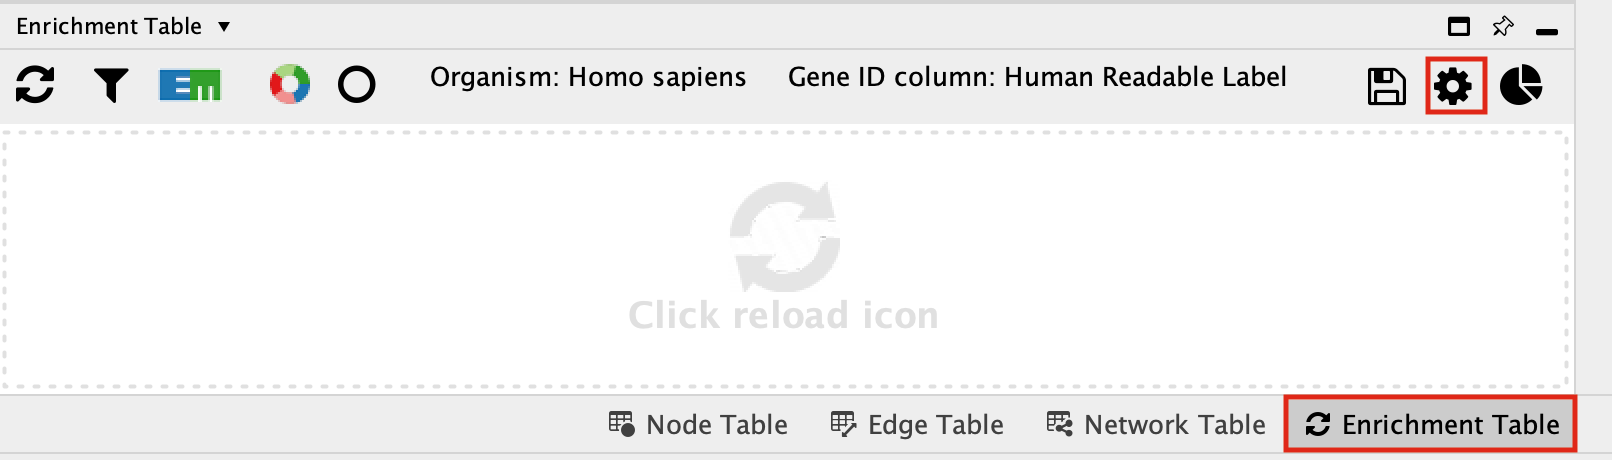 Enrichment Table
EM Organism: Homo sapiens Gene ID column: Human Readable Label
Click reload icon
Node Table Edge Table Network Table Enrichment Table